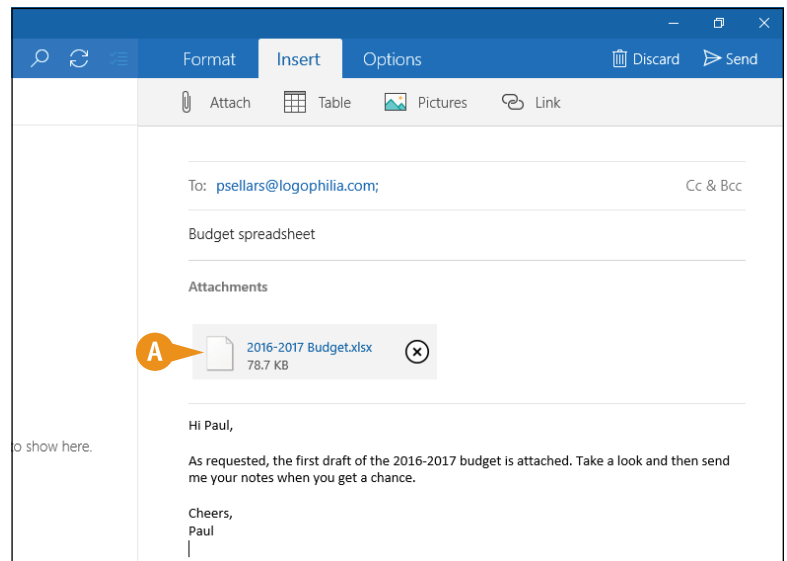 Format Insert Options Discard Send
Attach Table Pictures Link
To: psellars@logophilia.com; Cc & Bcc
Budget spreadsheet
Attachments
A
2016-2017 Budget.xlsx
78.7 KB
Hi Paul,
to show here.
As requested, the first draft of the 2016-2017 budget is attached. Take a look and then send
me your notes when you get a chance.
Cheers,
Paul